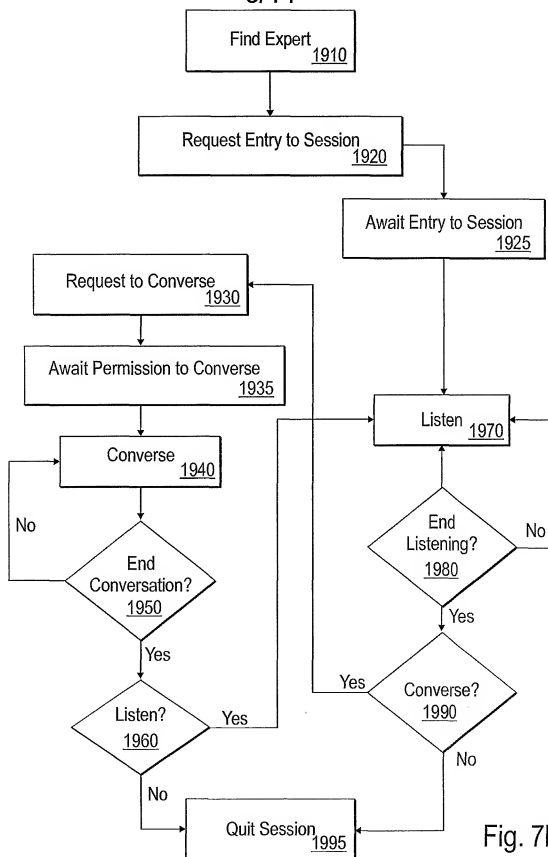 Find Expert
1910
Request Entry to Session
1920
Await Entry to Session
1925
Request to Converse
1930
Await Permission to Converse
1935
Listen
1970
Converse
1940
No
End
Listening?
1980
No
End
Conversation?
1950
Yes
Yes
Listen?
1960
Yes
Yes
Converse?
1990
No
No
Quit Session
1995
Fig. 7